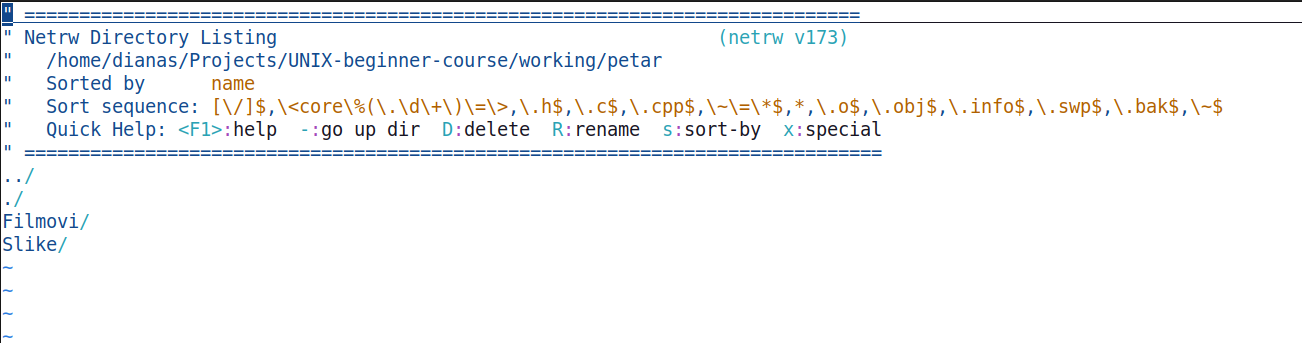 " ============================================================================
" Netrw Directory Listing                                        (netrw v173)
"   /home/dianas/Projects/UNIX-beginner-course/working/petar
"   Sorted by      name
"   Sort sequence: [\/]$,\<core\%(\.\d\+\)\=\>,\.h$,\.c$,\.cpp$,\~\=\*$,*,\.o$,\.obj$,\.info$,\.swp$,\.bak$,\~$
"   Quick Help: <F1>:help  -:go up dir  D:delete  R:rename  s:sort-by  x:special
" ==============================================================================
../
./
Filmovi/
Slike/
~
~
~
~